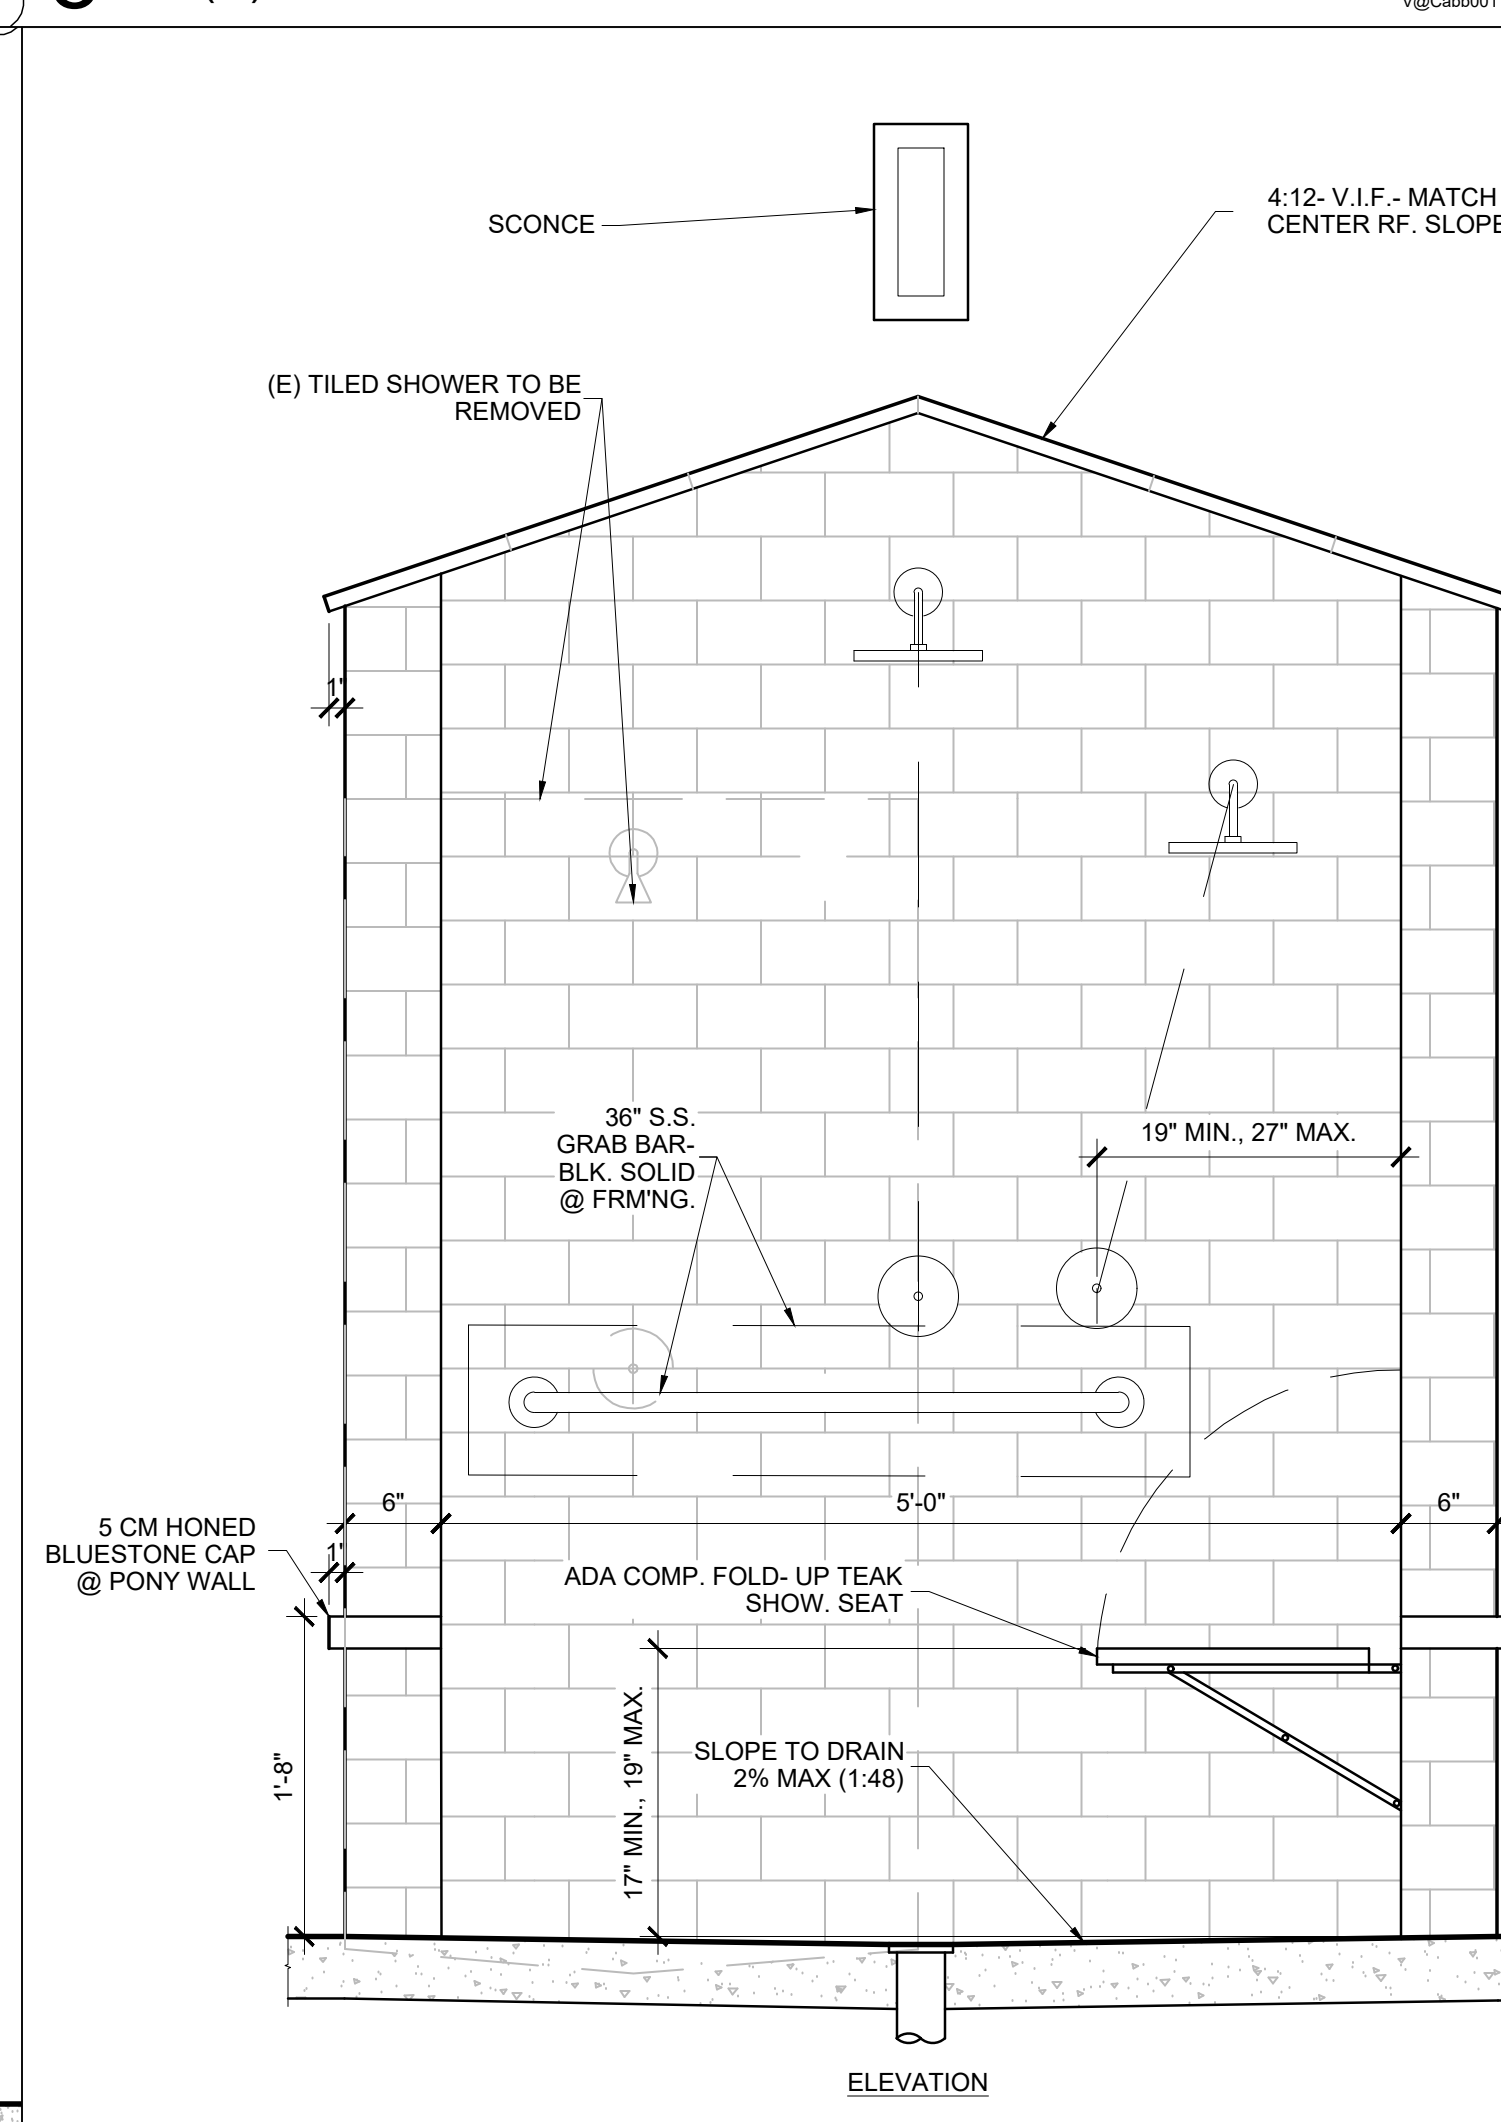 SCONCE
4:12- V.I.F.- MATCH
CENTER RF. SLOPE
(E) TILED SHOWER TO BE
REMOVED
1"
36" S.S.
GRAB BAR-
BLK. SOLID
@ FRM'NG.
19" MIN., 27" MAX.
6"
5'-0"
6"
5 CM HONED
BLUESTONE CAP
@ PONY WALL
1"
ADA COMP. FOLD- UP TEAK
SHOW. SEAT
17" MIN., 19" MAX.
1'-8"
SLOPE TO DRAIN
2% MAX (1:48)
ELEVATION